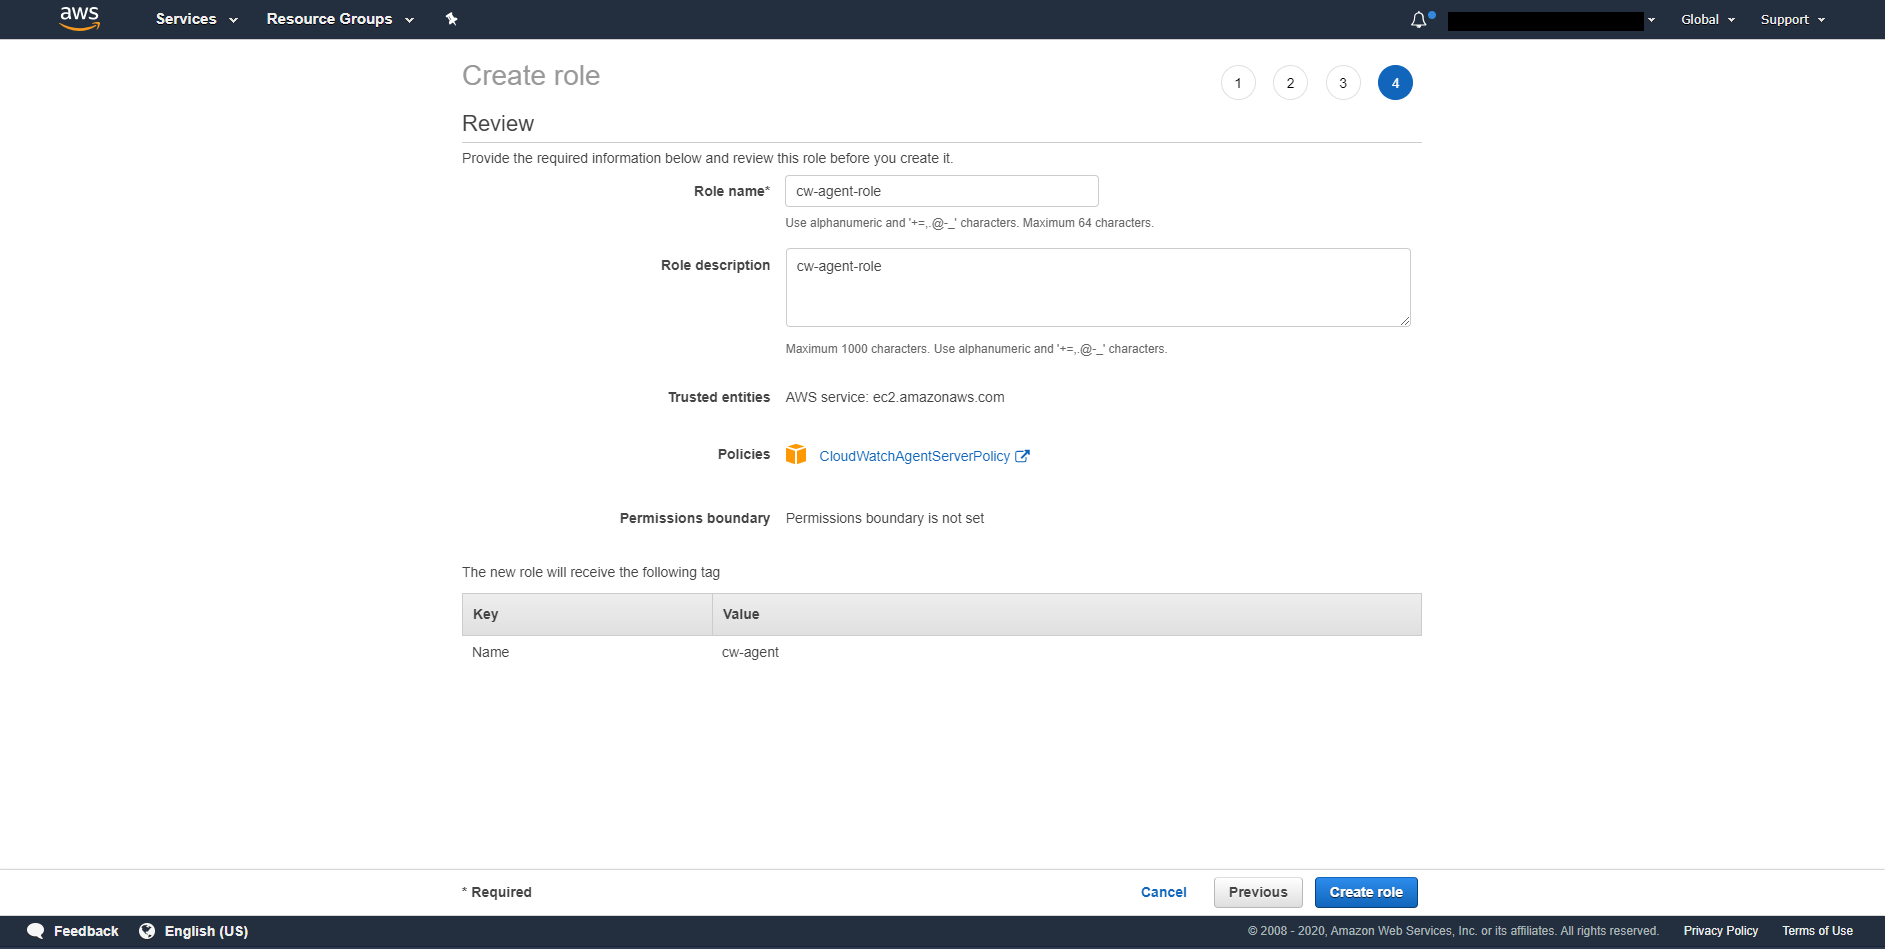 aws Services Resource Groups Global Support
Create role 1 2 3 4
Review
Provide the required information below and review this role before you create it.
Role name* cw-agent-role
Use alphanumeric and '+=,.@-_' characters. Maximum 64 characters.
Role description cw-agent-role
Maximum 1000 characters. Use alphanumeric and '+=,.@-_' characters.
Trusted entities AWS service: ec2.amazonaws.com
Policies CloudWatchAgentServerPolicy
Permissions boundary Permissions boundary is not set
The new role will receive the following tag
Key Value
Name cw-agent
* Required Cancel Previous Create role
Feedback English (US) © 2008 - 2020, Amazon Web Services, Inc. or its affiliates. All rights reserved. Privacy Policy Terms of Use